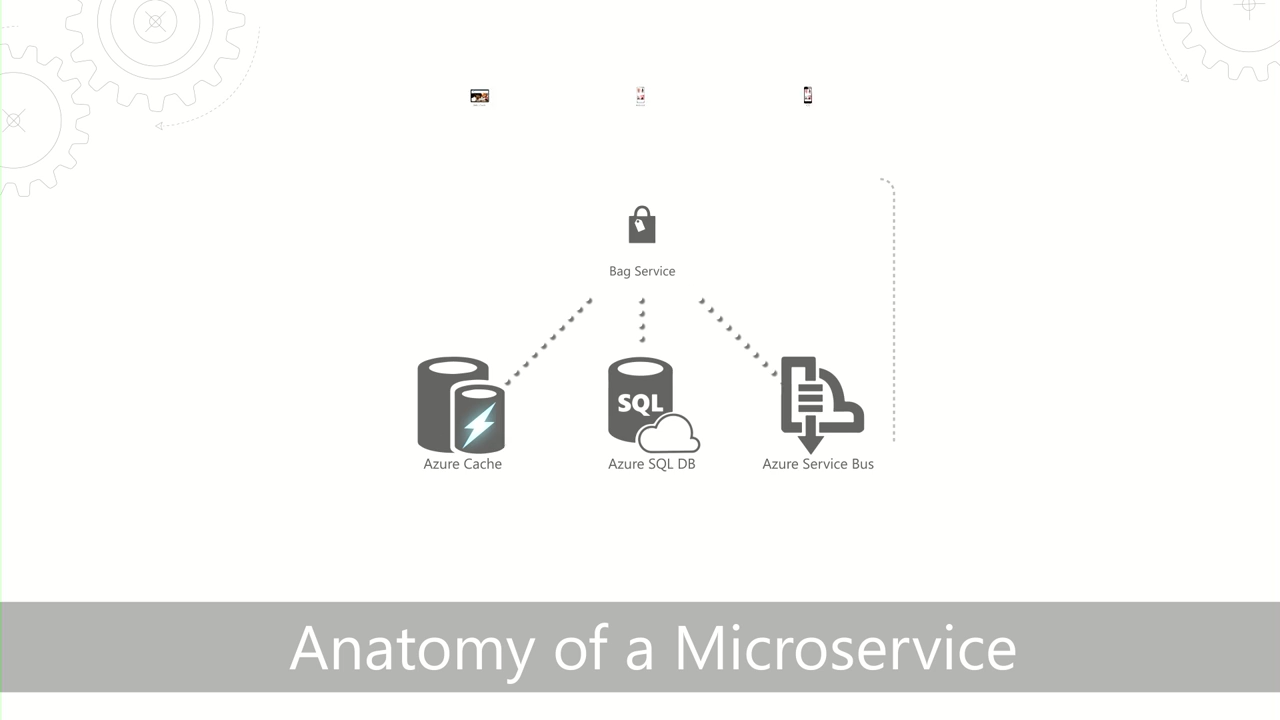 Bag Service
SQL
Azure Cache
Azure SQL DB
Azure Service Bus
Anatomy of a Microservice